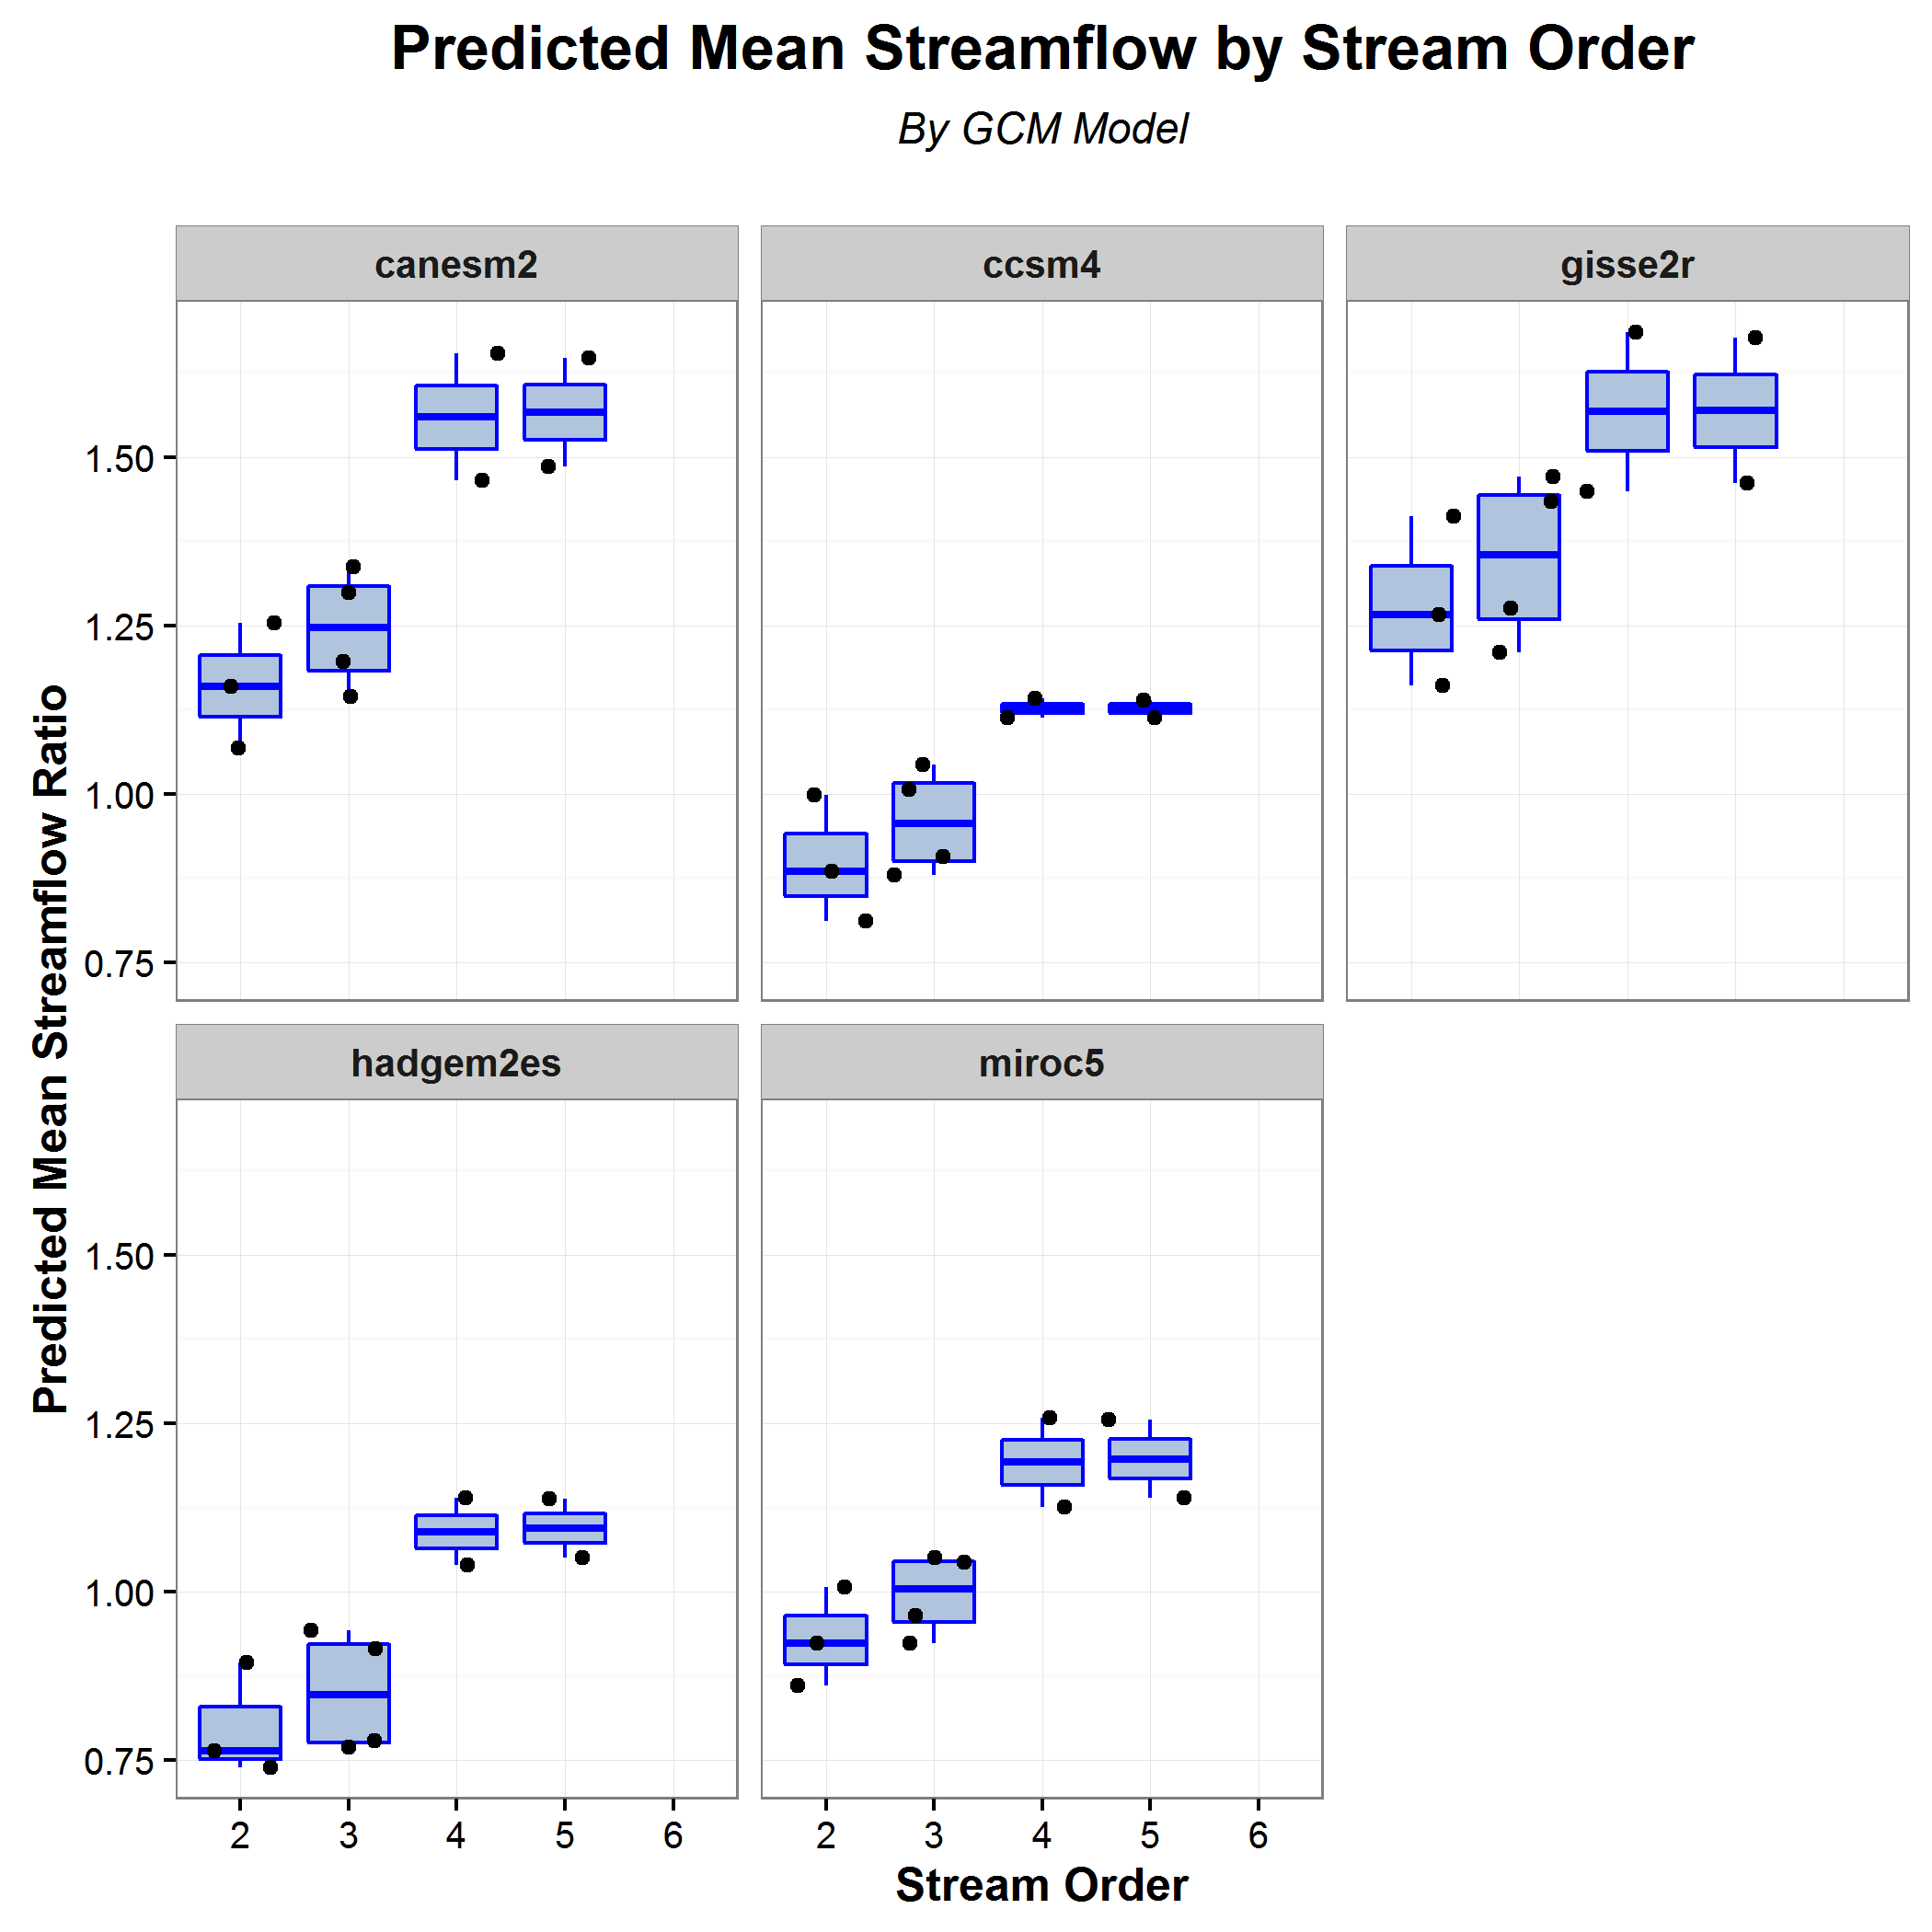 Predicted Mean Streamflow by Stream Order
By GCM Model
canesm2
ccsm4
gisse2r
1.50
1.25
1.00
0.75
hadgem2es
miroc5
1.50
1.25
1.00
0.75
2 3 4 5 6
2 3 4 5 6
Stream Order
Predicted Mean Streamflow Ratio